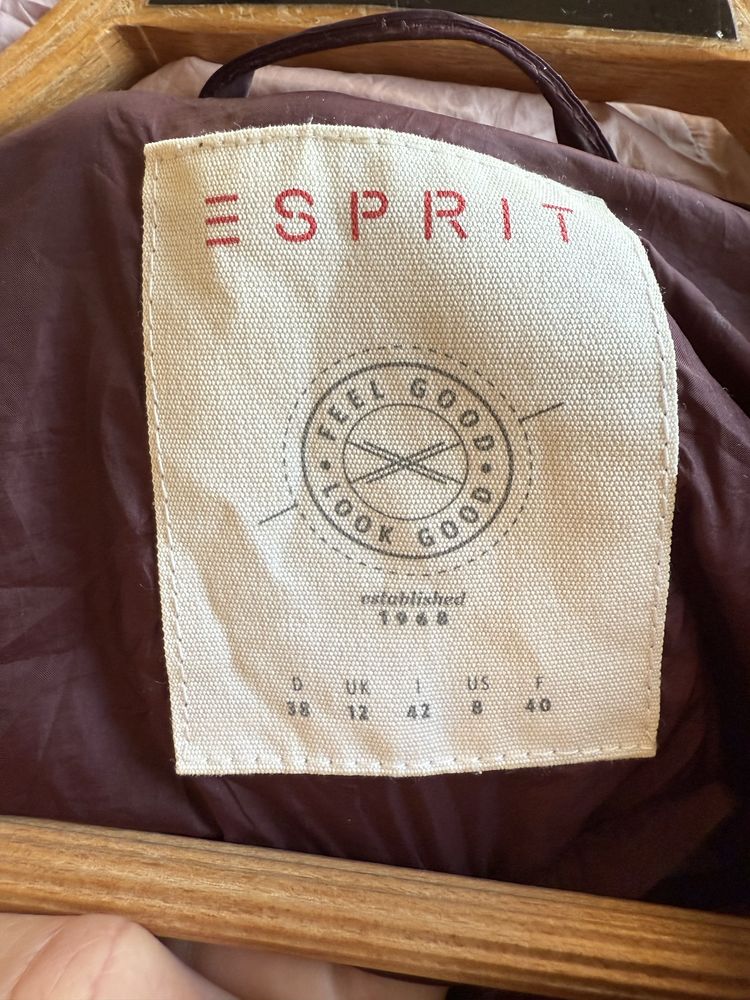 ESPRIT
FEEL GOOD
LOOK GOOD
established
1968
D UK I US F
38 12 42 8 40